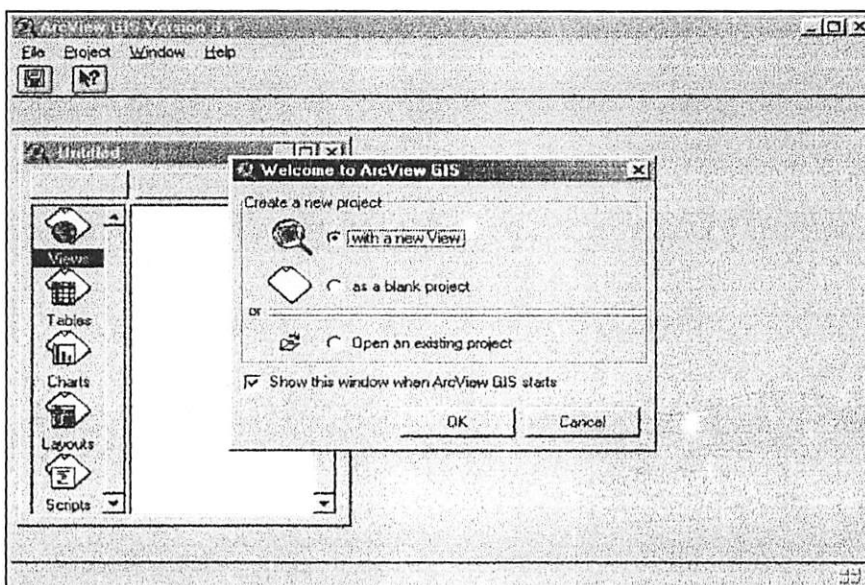 ArcView GIS Version 3.1
File Project Window Help
Untitled
Welcome to ArcView GIS
Create a new project
with a new View
as a blank project
or
Open an existing project
Show this window when ArcView GIS starts
OK Cancel
Views
Tables
Charts
Layouts
Scripts